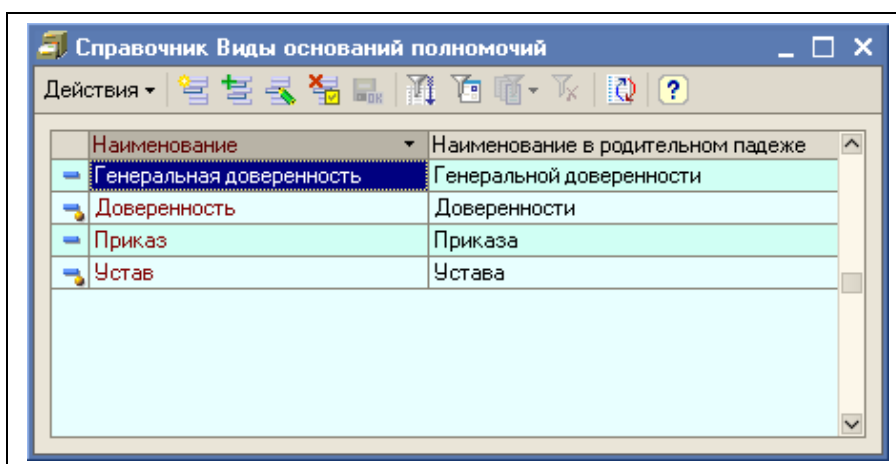 Справочник Виды оснований полномочий
Действия
Наименование Наименование в родительном падеже
Генеральная доверенность Генеральной доверенности
Доверенность Доверенности
Приказ Приказа
Устав Устава